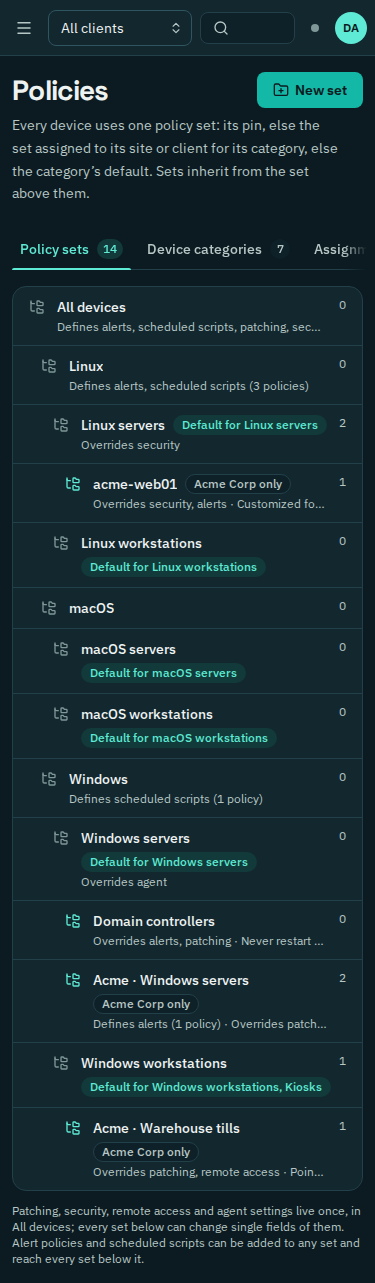 All clients
DA
Policies
New set
Every device uses one policy set: its pin, else the
set assigned to its site or client for its category, else
the category's default. Sets inherit from the set
above them.
Policy sets 14 Device categories 7 Assignm
All devices 0
Defines alerts, scheduled scripts, patching, sec...
Linux 0
Defines alerts, scheduled scripts (3 policies)
Linux servers Default for Linux servers 2
Overrides security
acme-web01 Acme Corp only 1
Overrides security, alerts · Customized fo...
Linux workstations 0
Default for Linux workstations
macOS 0
macOS servers 0
Default for macOS servers
macOS workstations 0
Default for macOS workstations
Windows 0
Defines scheduled scripts (1 policy)
Windows servers 0
Default for Windows servers
Overrides agent
Domain controllers 0
Overrides alerts, patching · Never restart ...
Acme · Windows servers 2
Acme Corp only
Defines alerts (1 policy) · Overrides patch...
Windows workstations 1
Default for Windows workstations, Kiosks
Acme · Warehouse tills 1
Acme Corp only
Overrides patching, remote access · Poin...
Patching, security, remote access and agent settings live once, in
All devices; every set below can change single fields of them.
Alert policies and scheduled scripts can be added to any set and
reach every set below it.